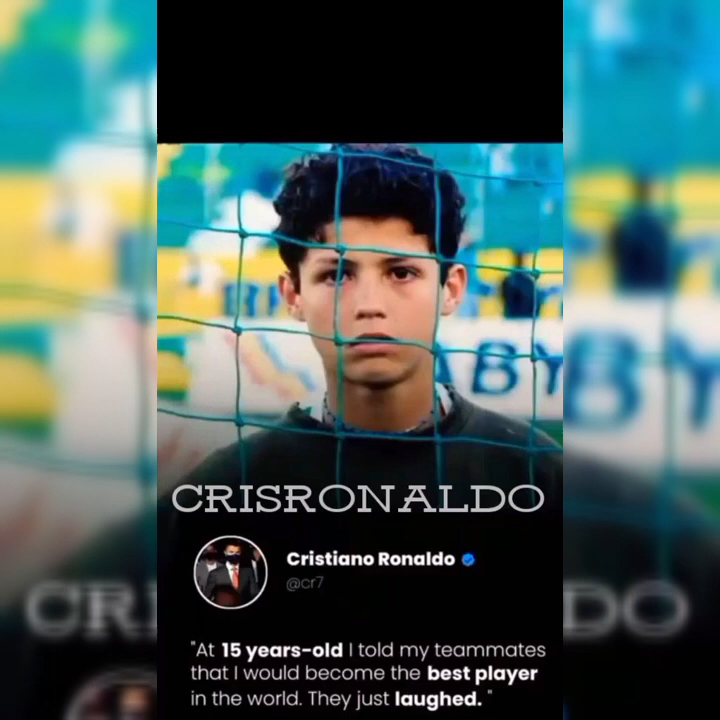 BY
CRISRONALDO
Cristiano Ronaldo
@cr7
"At 15 years-old I told my teammates
that I would become the best player
in the world. They just laughed. "